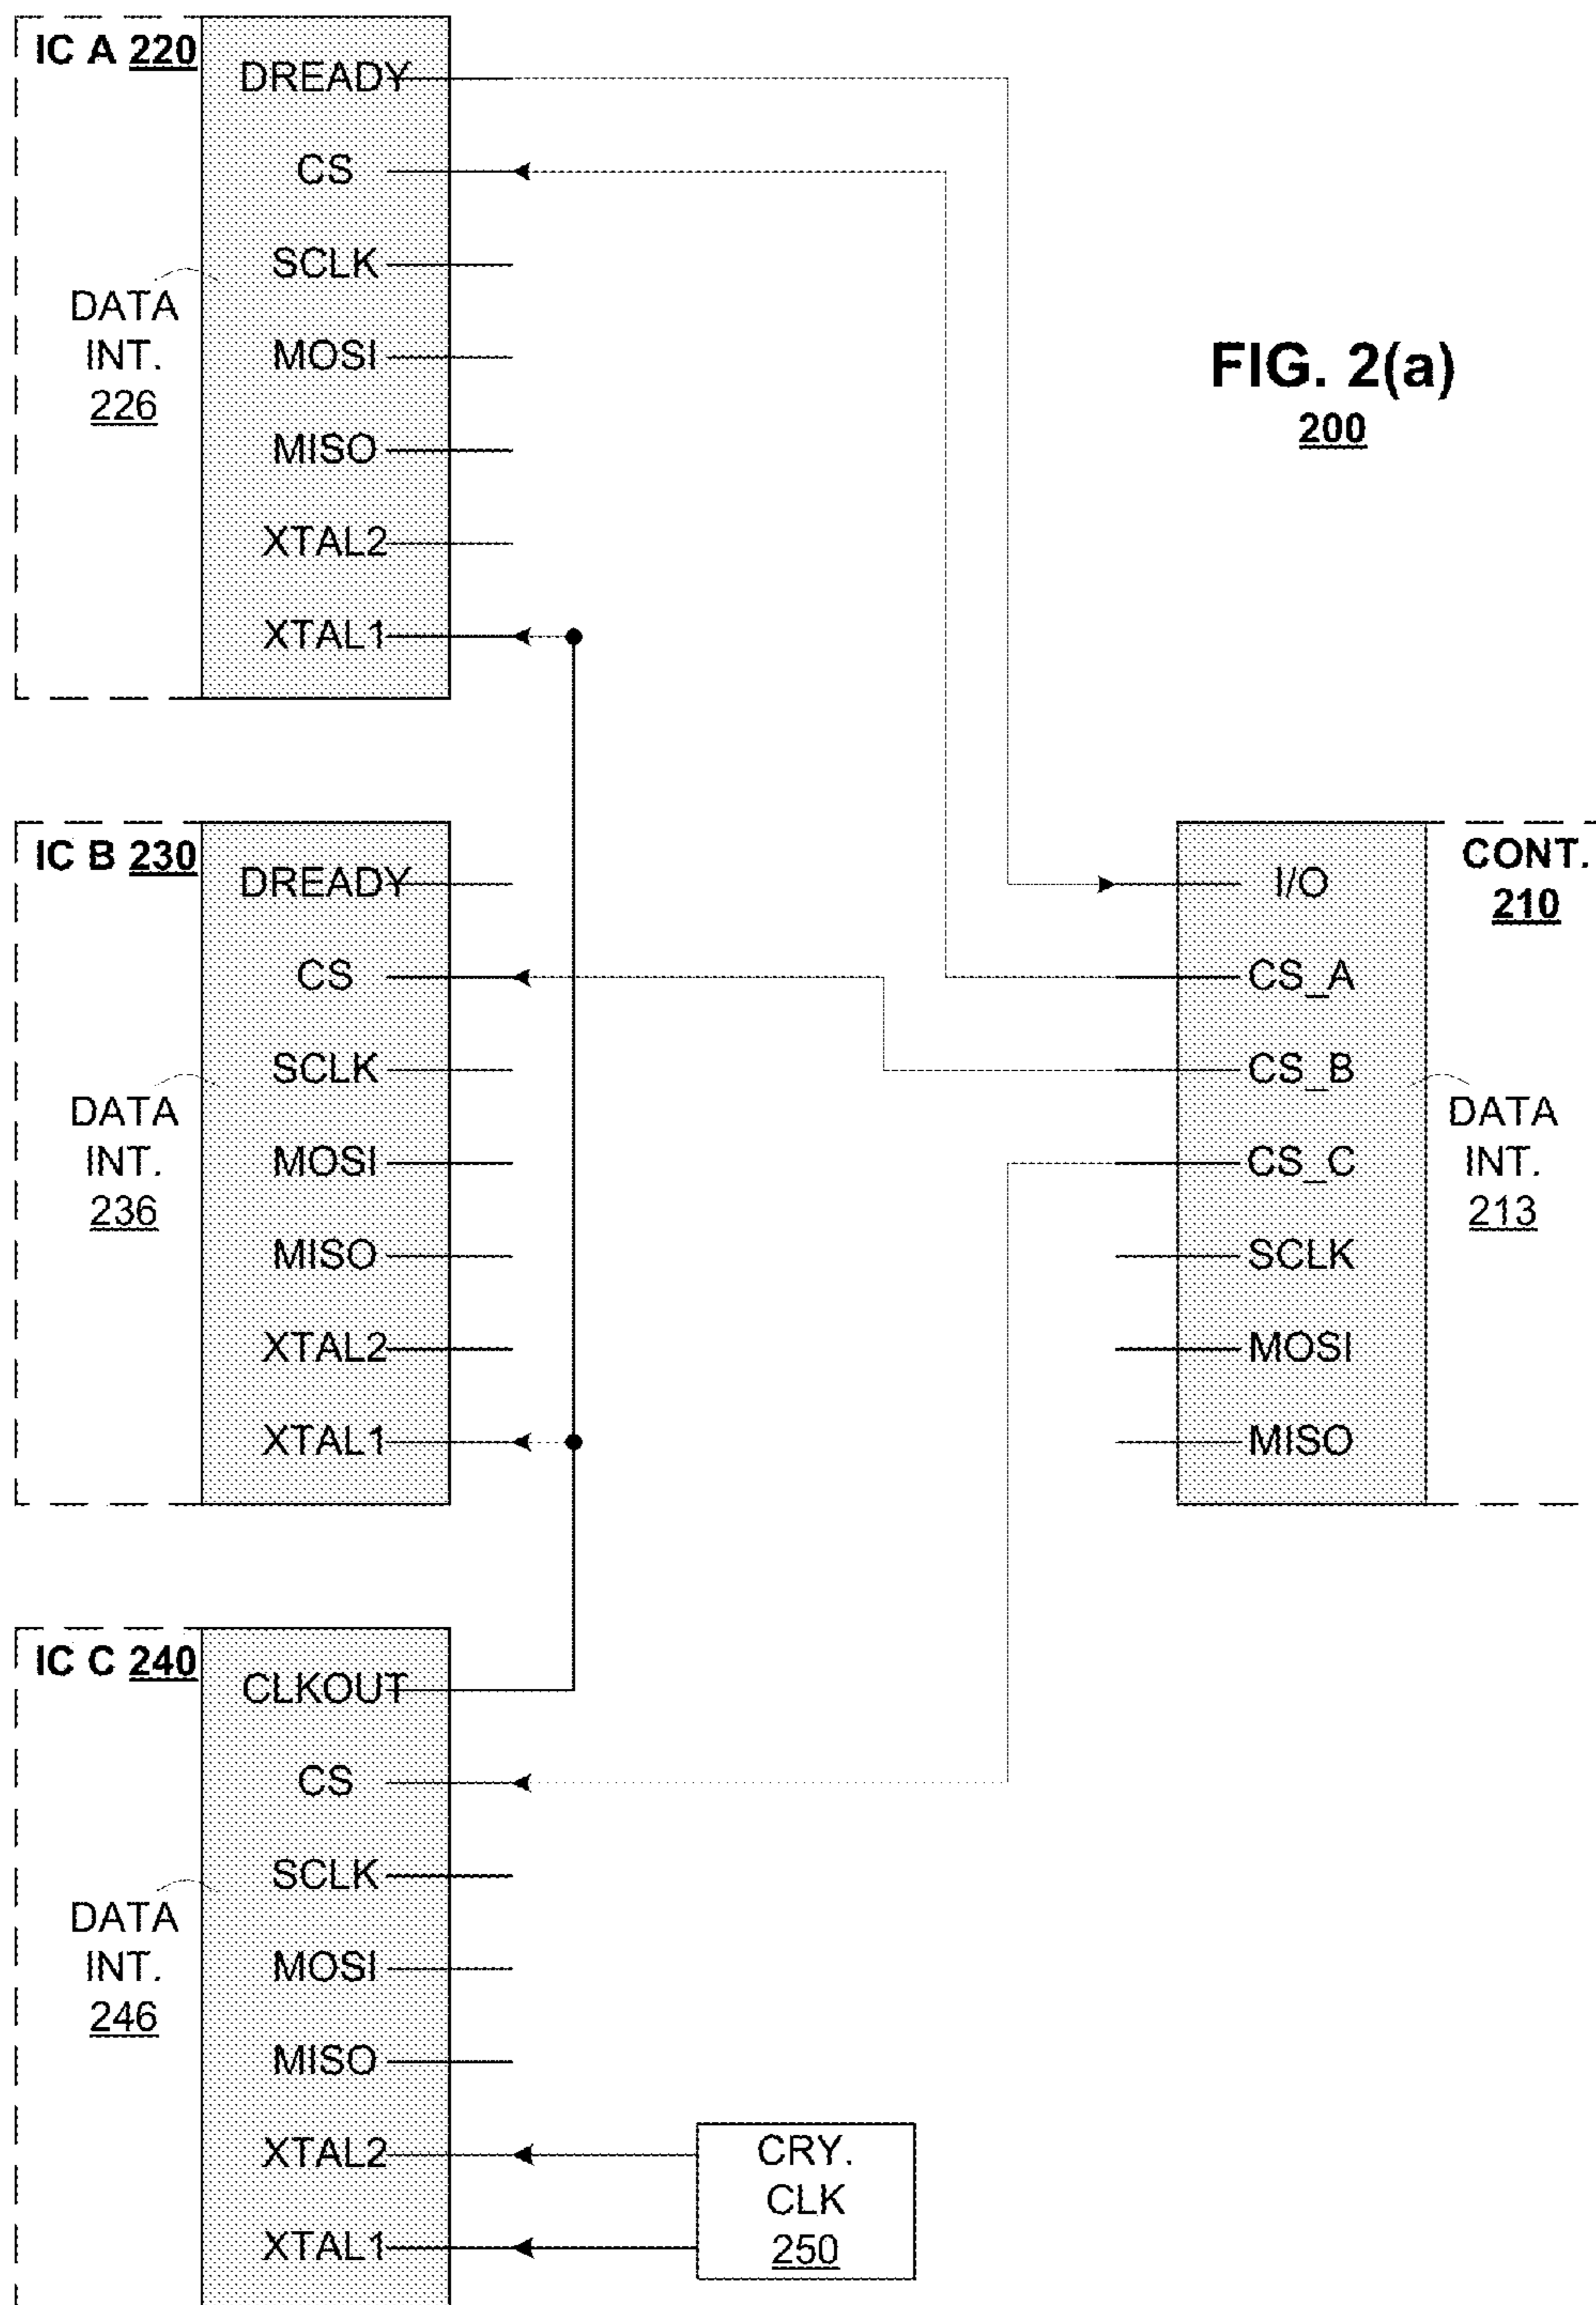 IC A 220
DREADY
CS
SCLK
MOSI
MISO
XTAL2
XTAL1
DATA
INT.
226
FIG. 2(a)
200
IC B 230
DREADY
CS
SCLK
MOSI
MISO
XTAL2
XTAL1
DATA
INT.
236
CONT.
210
I/O
CS_A
CS_B
CS_C
SCLK
MOSI
MISO
DATA
INT.
213
IC C 240
CLKOUT
CS
SCLK
MOSI
MISO
XTAL2
XTAL1
DATA
INT.
246
CRY.
CLK
250